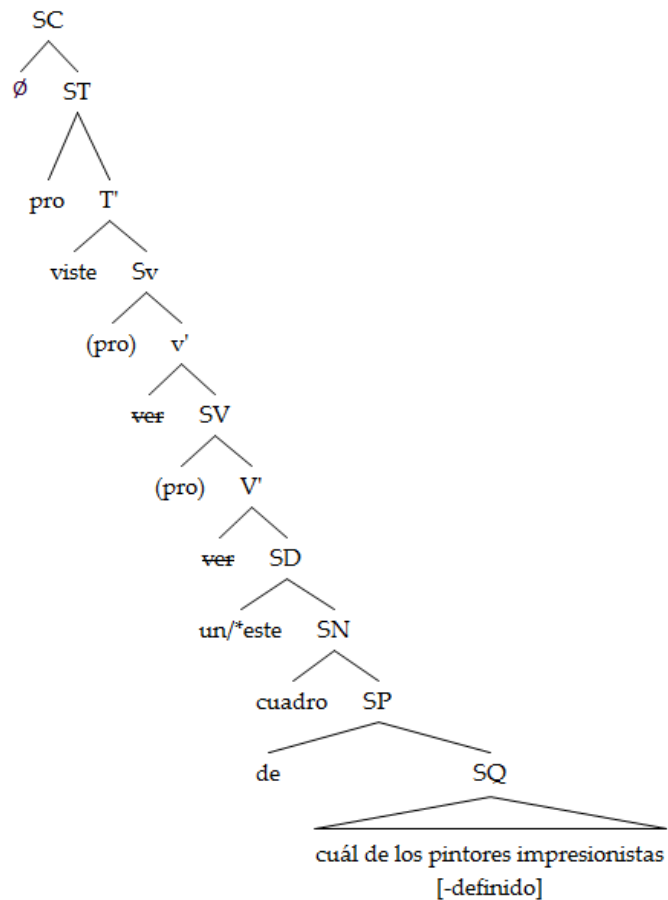 SC
Ø ST
pro T'
viste Sv
(pro) v'
ver SV
(pro) V'
ver SD
un/*este SN
cuadro SP
de SQ
cuál de los pintores impresionistas
[-definido]